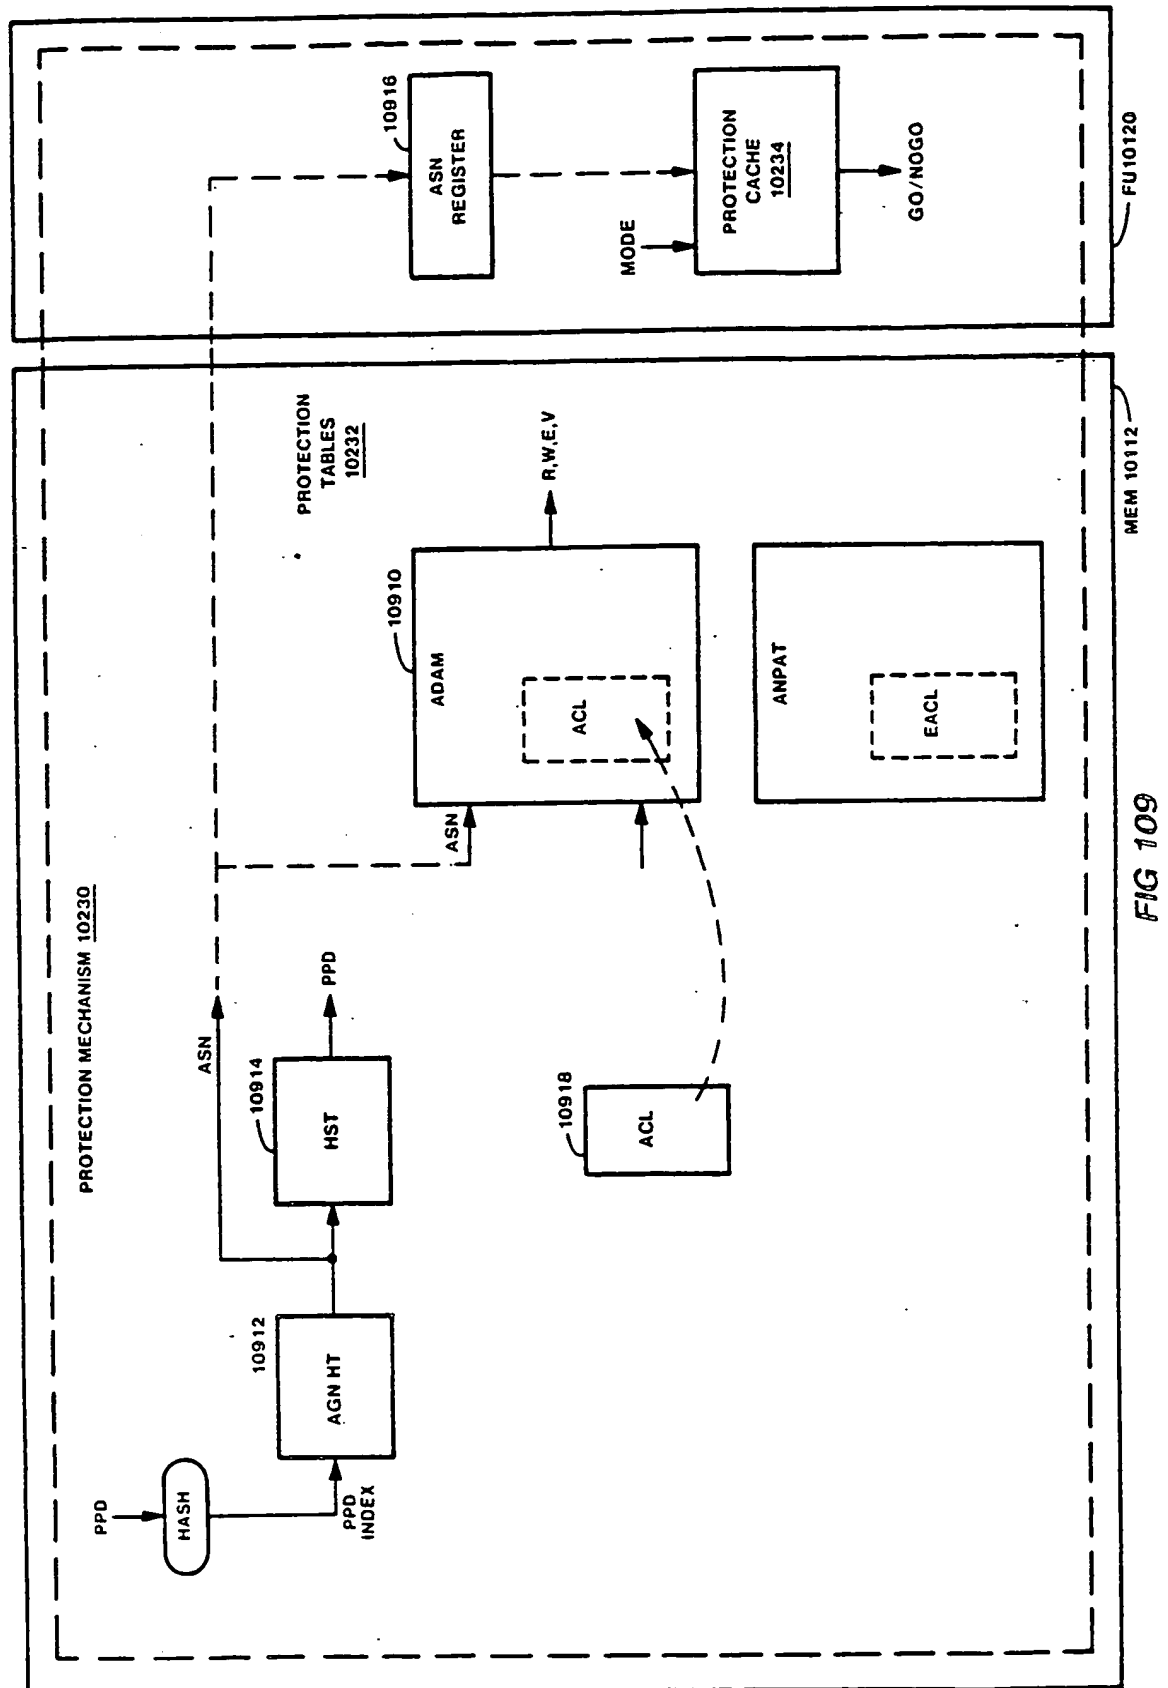 PROTECTION MECHANISM 10230
PPD
HASH
PPD
INDEX
10912
AGN HT
ASN
10914
HST
PPD
10918
ACL
PROTECTION
TABLES
10232
ASN
10910
ADAM
ACL
R,W,E,V
ANPAT
EACL
MEM 10112
10916
ASN
REGISTER
MODE
PROTECTION
CACHE
10234
GO/NOGO
FU10120
FIG 109